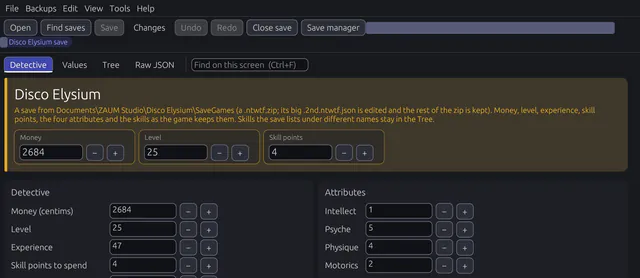 File Backups Edit View Tools Help
Open Find saves Save Changes Undo Redo Close save Save manager
Disco Elysium save
Detective Values Tree Raw JSON Find on this screen (Ctrl+F)
Disco Elysium
A save from Documents\ZAUM Studio\Disco Elysium\SaveGames (a .ntwtf.zip; its big .2nd.ntwtf.json is edited and the rest of the zip is kept). Money, level, experience, skill
points, the four attributes and the skills as the game keeps them. Skills the save lists under different names stay in the Tree.
Money Level Skill points
2684 − + 25 − + 4 − +
Detective Attributes
Money (centims) 2684 − + Intellect 1 − +
Level 25 − + Psyche 5 − +
Experience 47 − + Physique 4 − +
Skill points to spend 4 − + Motorics 2 − +